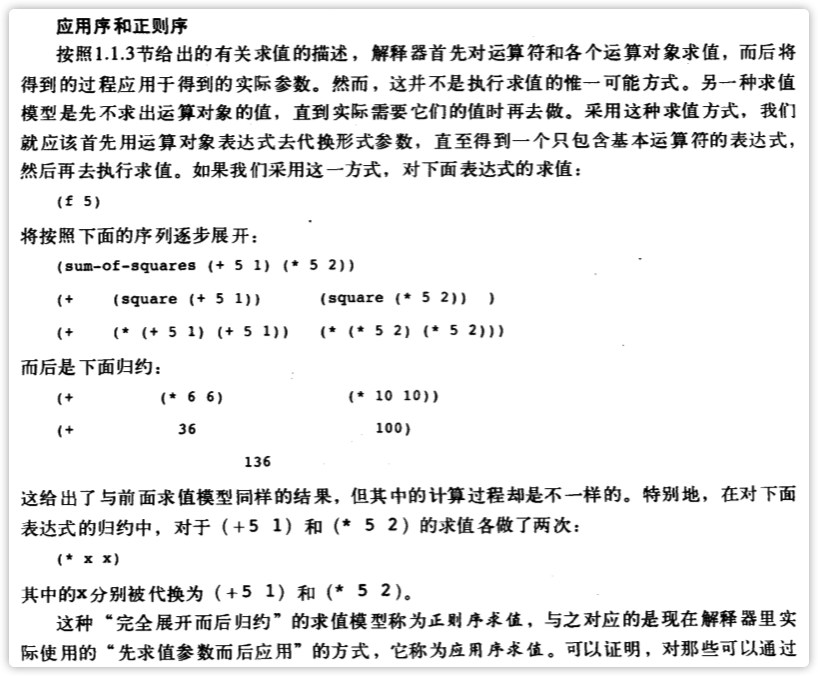 应用序和正则序
按照1.1.3节给出的有关求值的描述，解释器首先对运算符和各个运算对象求值，而后将
得到的过程应用于得到的实际参数。然而，这并不是执行求值的惟一可能方式。另一种求值
模型是先不求出运算对象的值，直到实际需要它们的值时再去做。采用这种求值方式，我们
就应该首先用运算对象表达式去代换形式参数，直至得到一个只包含基本运算符的表达式，
然后再去执行求值。如果我们采用这一方式，对下面表达式的求值：
(f 5)
将按照下面的序列逐步展开：
(sum-of-squares (+ 5 1) (* 5 2))
(+ (square (+ 5 1)) (square (* 5 2)) )
(+ (* (+ 5 1) (+ 5 1)) (* (* 5 2) (* 5 2)))
而后是下面归约：
(+ (* 6 6) (* 10 10))
(+ 36 100)
136
这给出了与前面求值模型同样的结果，但其中的计算过程却是不一样的。特别地，在对下面
表达式的归约中，对于 (+5 1) 和 (* 5 2) 的求值各做了两次：
(* x x)
其中的x分别被代换为 (+5 1) 和 (* 5 2)。
这种“完全展开而后归约”的求值模型称为正则序求值，与之对应的是现在解释器里实
际使用的“先求值参数而后应用”的方式，它称为应用序求值。可以证明，对那些可以通过